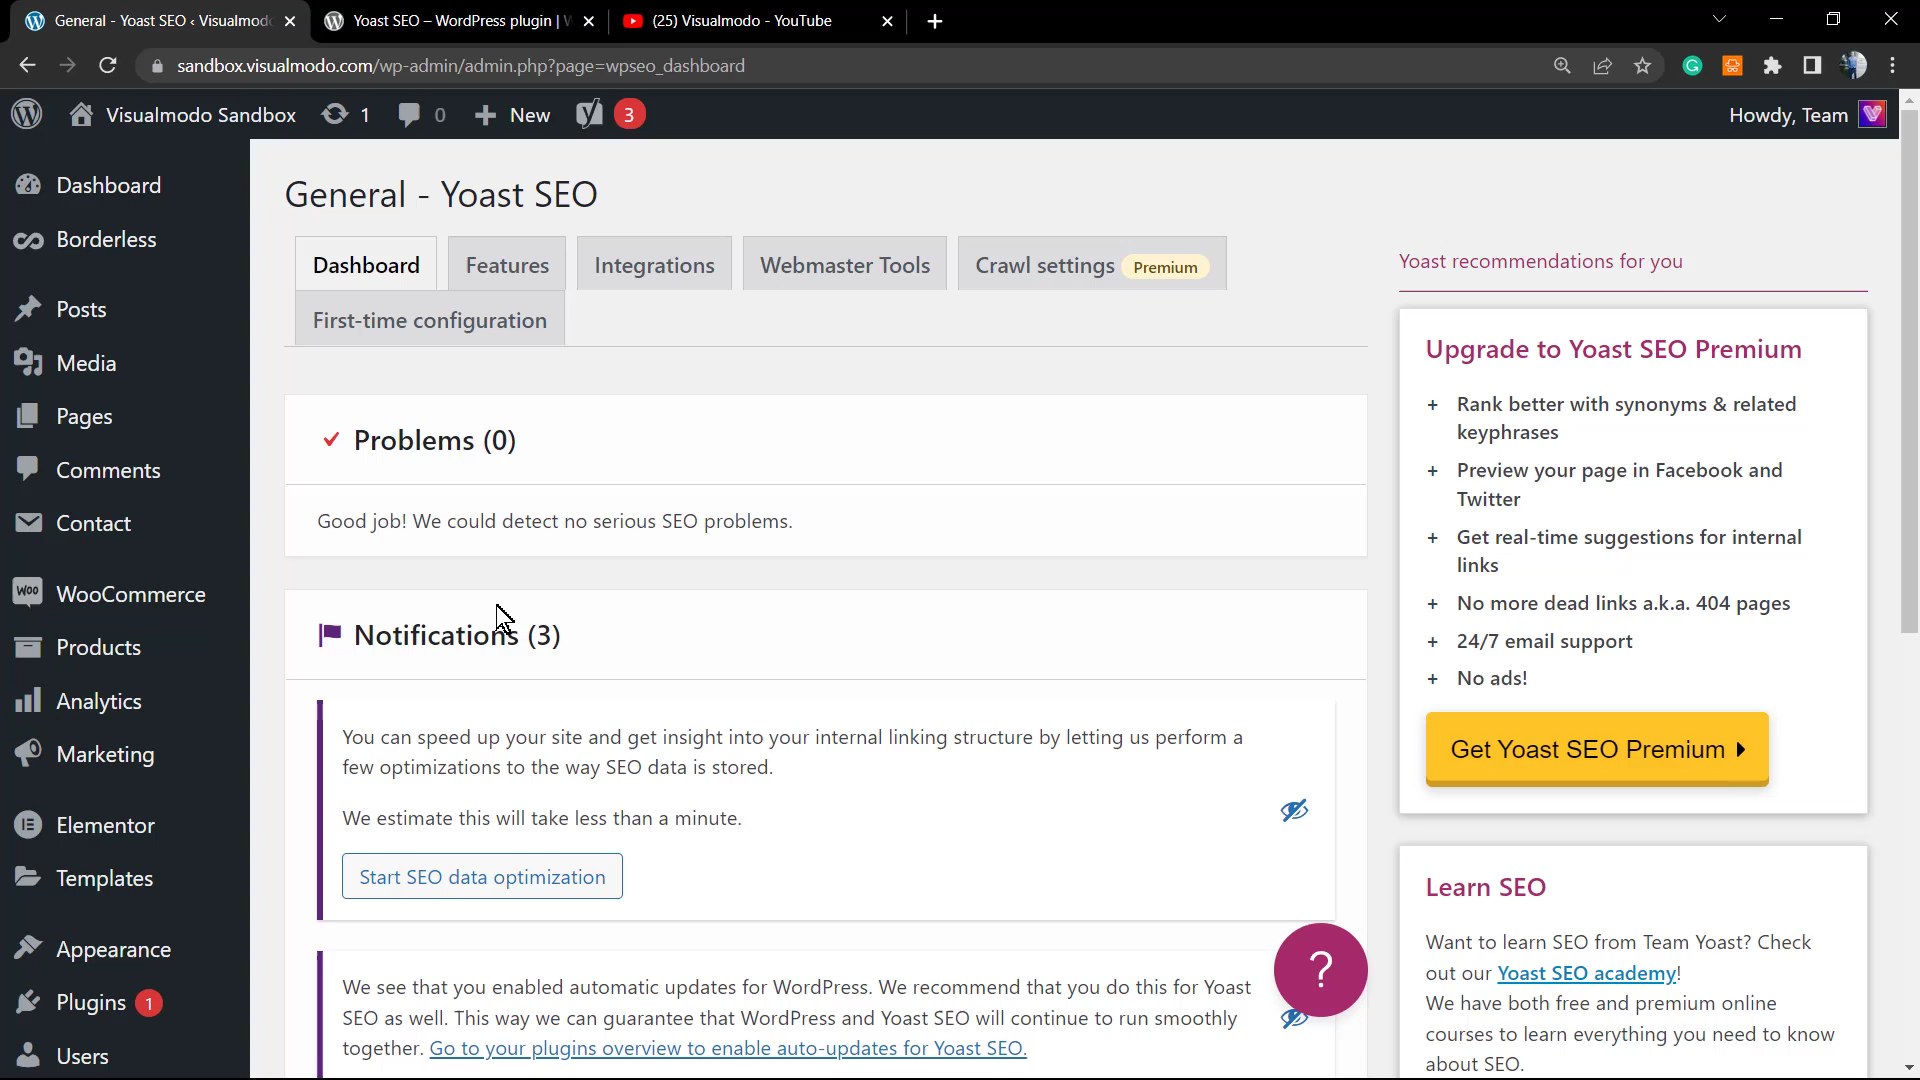 General - Yoast SEO ‹ Visualmodo
Yoast SEO – WordPress plugin | W
(25) Visualmodo - YouTube
sandbox.visualmodo.com/wp-admin/admin.php?page=wpseo_dashboard
Visualmodo Sandbox
1
0
New
3
Howdy, Team
Dashboard
Borderless
Posts
Media
Pages
Comments
Contact
WooCommerce
Products
Analytics
Marketing
Elementor
Templates
Appearance
Plugins 1
Users
General - Yoast SEO
Dashboard
Features
Integrations
Webmaster Tools
Crawl settings Premium
First-time configuration
Problems (0)
Good job! We could detect no serious SEO problems.
Notifications (3)
You can speed up your site and get insight into your internal linking structure by letting us perform a
few optimizations to the way SEO data is stored.
We estimate this will take less than a minute.
Start SEO data optimization
We see that you enabled automatic updates for WordPress. We recommend that you do this for Yoast
SEO as well. This way we can guarantee that WordPress and Yoast SEO will continue to run smoothly
together. Go to your plugins overview to enable auto-updates for Yoast SEO.
?
Yoast recommendations for you
Upgrade to Yoast SEO Premium
+ Rank better with synonyms & related
keyphrases
+ Preview your page in Facebook and
Twitter
+ Get real-time suggestions for internal
links
+ No more dead links a.k.a. 404 pages
+ 24/7 email support
+ No ads!
Get Yoast SEO Premium
Learn SEO
Want to learn SEO from Team Yoast? Check
out our Yoast SEO academy!
We have both free and premium online
courses to learn everything you need to know
about SEO.